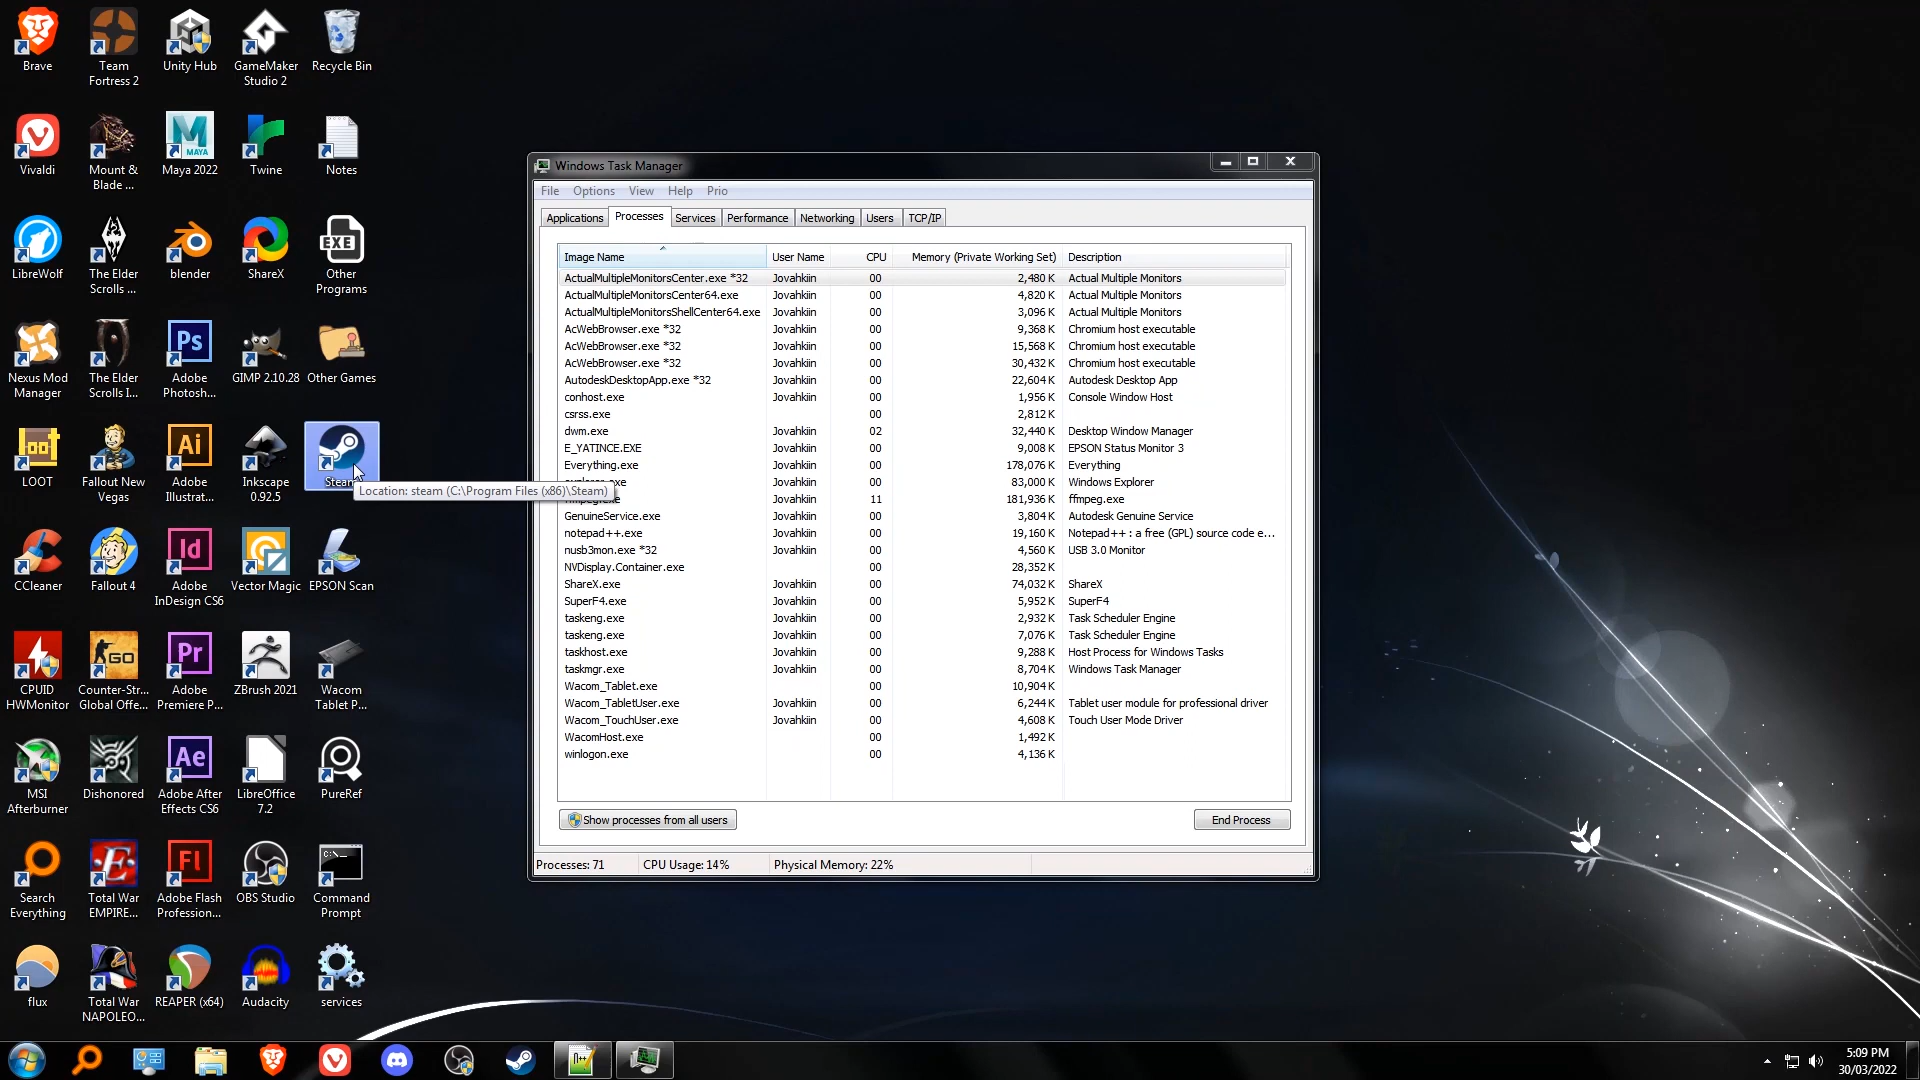 Brave
Team
Fortress 2
Unity Hub
GameMaker
Studio 2
Recycle Bin
Vivaldi
Mount &
Blade ...
MAYA
Maya 2022
Twine
Notes
LibreWolf
The Elder
Scrolls ...
blender
ShareX
EXE
Other
Programs
Nexus Mod
Manager
The Elder
Scrolls I...
Ps
Adobe
Photosh...
GIMP 2.10.28
Other Games
loot
LOOT
Fallout New
Vegas
Ai
Adobe
Illustrat...
Inkscape
0.92.5
Steam
Location: steam (C:\Program Files (x86)\Steam)
CCleaner
Fallout 4
Id
Adobe
InDesign CS6
Vector Magic
EPSON Scan
CPUID
HWMonitor
GO
Counter-Str...
Global Offe...
Pr
Adobe
Premiere P...
ZBrush 2021
Wacom
Tablet P...
MSI
Afterburner
Dishonored
Ae
Adobe After
Effects CS6
LibreOffice
7.2
PureRef
Search
Everything
E
Total War
EMPIRE...
Fl
Adobe Flash
Profession...
OBS Studio
C:\_
Command
Prompt
flux
Total War
NAPOLEO...
REAPER (x64)
Audacity
services
Windows Task Manager
File Options View Help Prio
Applications Processes Services Performance Networking Users TCP/IP
Image Name User Name CPU Memory (Private Working Set) Description
ActualMultipleMonitorsCenter.exe *32 Jovahkiin 00 2,480 K Actual Multiple Monitors
ActualMultipleMonitorsCenter64.exe Jovahkiin 00 4,820 K Actual Multiple Monitors
ActualMultipleMonitorsShellCenter64.exe Jovahkiin 00 3,096 K Actual Multiple Monitors
AcWebBrowser.exe *32 Jovahkiin 00 9,368 K Chromium host executable
AcWebBrowser.exe *32 Jovahkiin 00 15,568 K Chromium host executable
AcWebBrowser.exe *32 Jovahkiin 00 30,432 K Chromium host executable
AutodeskDesktopApp.exe *32 Jovahkiin 00 22,604 K Autodesk Desktop App
conhost.exe Jovahkiin 00 1,956 K Console Window Host
csrss.exe 00 2,812 K
dwm.exe Jovahkiin 02 32,440 K Desktop Window Manager
E_YATINCE.EXE Jovahkiin 00 9,008 K EPSON Status Monitor 3
Everything.exe Jovahkiin 00 178,076 K Everything
Jovahkiin 00 83,000 K Windows Explorer
Jovahkiin 11 181,936 K ffmpeg.exe
GenuineService.exe Jovahkiin 00 3,804 K Autodesk Genuine Service
notepad++.exe Jovahkiin 00 19,160 K Notepad++ : a free (GPL) source code e...
nusb3mon.exe *32 Jovahkiin 00 4,560 K USB 3.0 Monitor
NVDisplay.Container.exe 00 28,352 K
ShareX.exe Jovahkiin 00 74,032 K ShareX
SuperF4.exe Jovahkiin 00 5,952 K SuperF4
taskeng.exe Jovahkiin 00 2,932 K Task Scheduler Engine
taskeng.exe Jovahkiin 00 7,076 K Task Scheduler Engine
taskhost.exe Jovahkiin 00 9,288 K Host Process for Windows Tasks
taskmgr.exe Jovahkiin 00 8,704 K Windows Task Manager
Wacom_Tablet.exe 00 10,904 K
Wacom_TabletUser.exe Jovahkiin 00 6,244 K Tablet user module for professional driver
Wacom_TouchUser.exe Jovahkiin 00 4,608 K Touch User Mode Driver
WacomHost.exe 00 1,492 K
winlogon.exe 00 4,136 K
Show processes from all users End Process
Processes: 71 CPU Usage: 14% Physical Memory: 22%
5:09 PM
30/03/2022